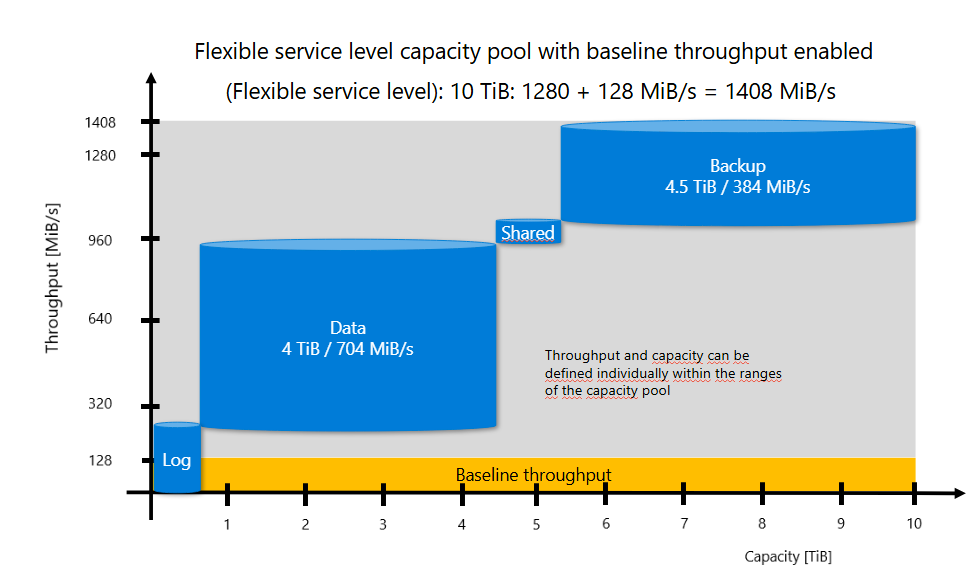 Flexible service level capacity pool with baseline throughput enabled
(Flexible service level): 10 TiB: 1280 + 128 MiB/s = 1408 MiB/s
1408
1280
960
640
320
128
Throughput [MiB/s]
Backup
4.5 TiB / 384 MiB/s
Shared
Data
4 TiB / 704 MiB/s
Throughput and capacity can be
defined individually within the ranges
of the capacity pool
Log
Baseline throughput
1 2 3 4 5 6 7 8 9 10
Capacity [TiB]